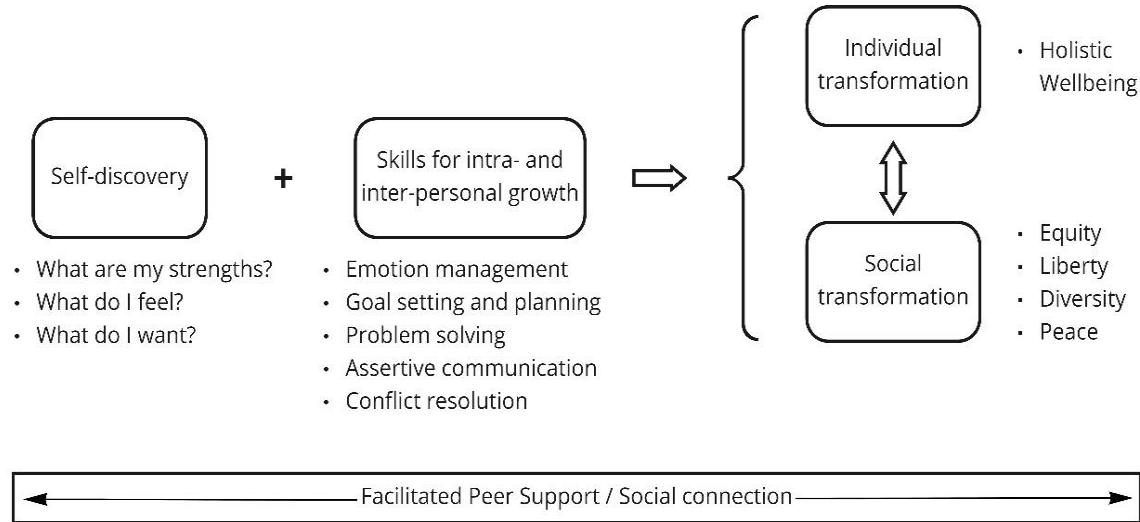 Self-discovery
• What are my strengths?
• What do I feel?
• What do I want?
+
Skills for intra- and
inter-personal growth
• Emotion management
• Goal setting and planning
• Problem solving
• Assertive communication
• Conflict resolution
Individual
transformation
• Holistic
Wellbeing
Social
transformation
• Equity
• Liberty
• Diversity
• Peace
Facilitated Peer Support / Social connection